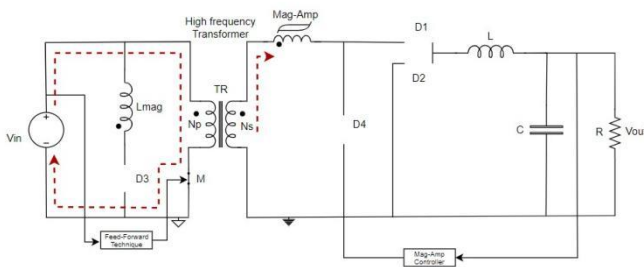 High frequency
Transformer
Mag-Amp
D1
L
D2
TR
Lmag
Vin
Np
Ns
D4
C
R
Vou
D3
M
Feed-Forward
Technique
Mag-Amp
Controller